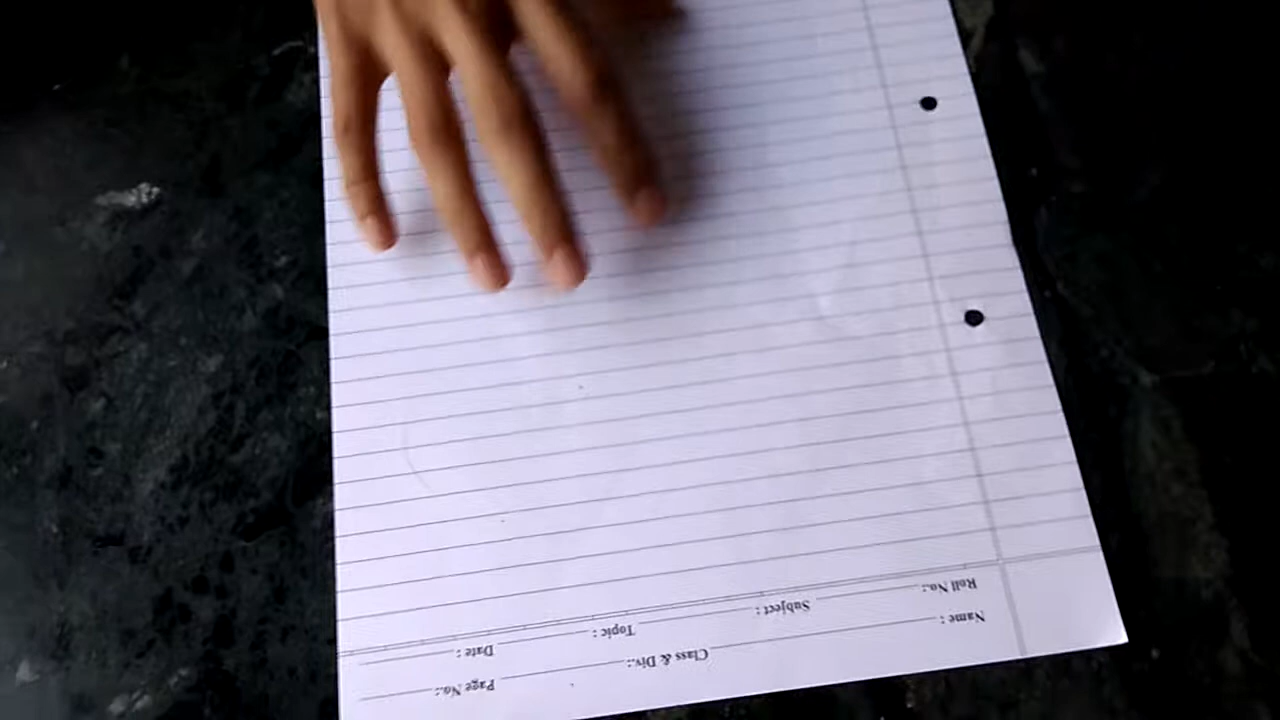 Name : Class & Div.: Page No.:
Roll No.: Subject : Topic : Date :